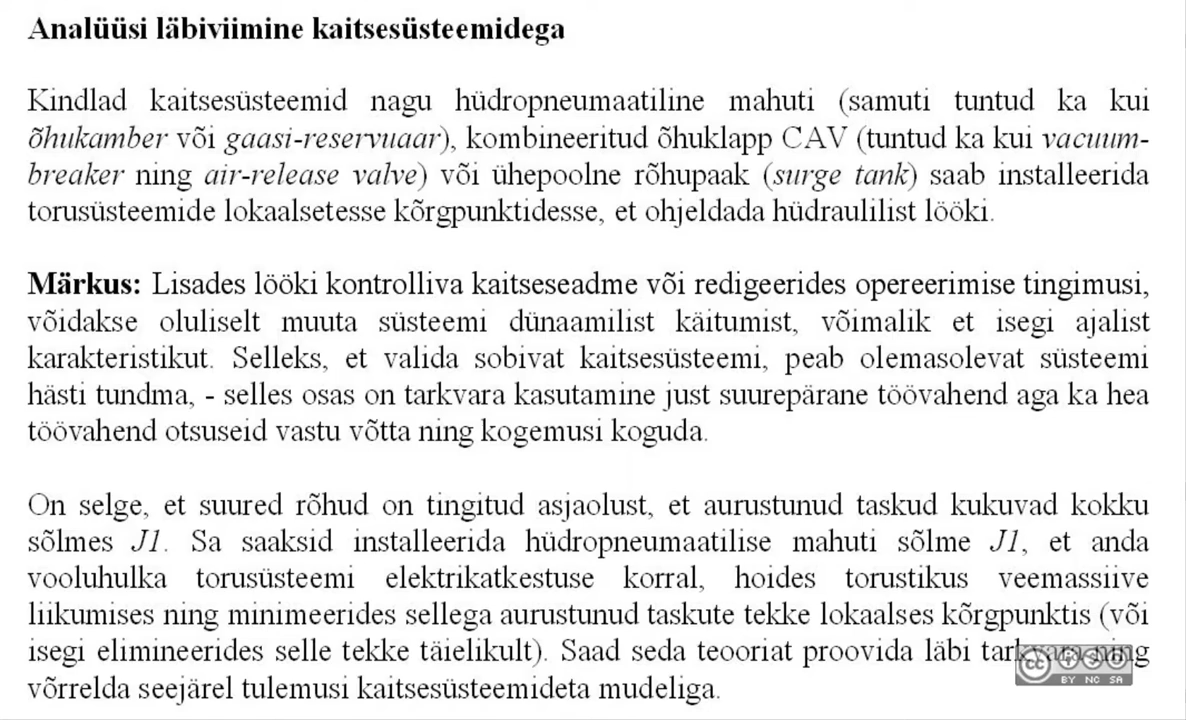 Analüüsi läbiviimine kaitsesüsteemidega
Kindlad kaitsesüsteemid nagu hüdropneumaatiline mahuti (samuti tuntud ka kui
õhukamber või gaasi-reservuaar), kombineeritud õhuklapp CAV (tuntud ka kui vacuum-
breaker ning air-release valve) või ühepoolne rõhupaak (surge tank) saab installeerida
torusüsteemide lokaalsetesse kõrgpunktidesse, et ohjeldada hüdraulilist lööki.
Märkus: Lisades lööki kontrolliva kaitseseadme või redigeerides opereerimise tingimusi,
võidakse oluliselt muuta süsteemi dünaamilist käitumist, võimalik et isegi ajalist
karakteristikut. Selleks, et valida sobivat kaitsesüsteemi, peab olemasolevat süsteemi
hästi tundma, - selles osas on tarkvara kasutamine just suurepärane töövahend aga ka hea
töövahend otsuseid vastu võtta ning kogemusi koguda.
On selge, et suured rõhud on tingitud asjaolust, et aurustunud taskud kukuvad kokku
sõlmes J1. Sa saaksid installeerida hüdropneumaatilise mahuti sõlme J1, et anda
vooluhulka torusüsteemi elektrikatkestuse korral, hoides torustikus veemassiive
liikumises ning minimeerides sellega aurustunud taskute tekke lokaalses kõrgpunktis (või
isegi elimineerides selle tekke täielikult). Saad seda teooriat proovida läbi tarkvara ning
võrrelda seejärel tulemusi kaitsesüsteemideta mudeliga.
CC BY NC SA